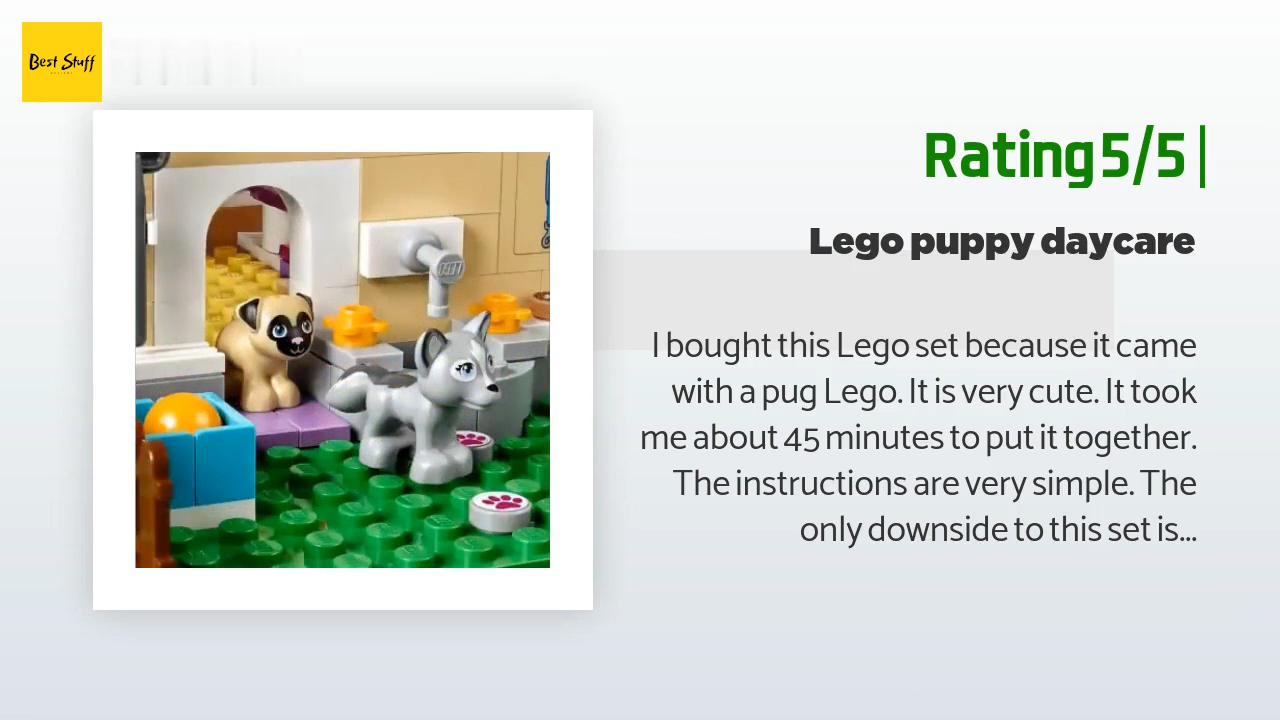 Best Stuff
Rating 5/5
Lego puppy daycare
I bought this Lego set because it came
with a pug Lego. It is very cute. It took
me about 45 minutes to put it together.
The instructions are very simple. The
only downside to this set is...